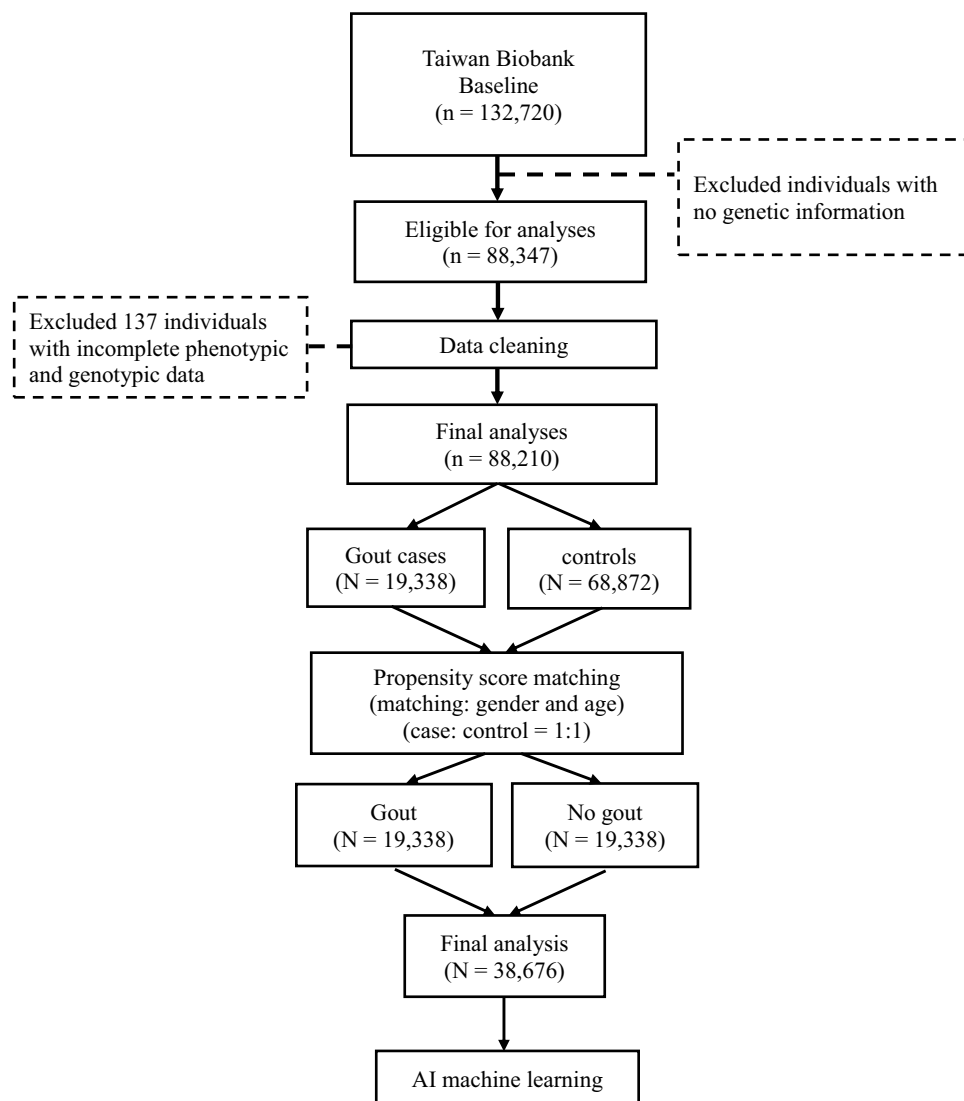 Taiwan Biobank
Baseline
(n = 132,720)
Excluded individuals with
no genetic information
Eligible for analyses
(n = 88,347)
Excluded 137 individuals
with incomplete phenotypic
and genotypic data
Data cleaning
Final analyses
(n = 88,210)
Gout cases
(N = 19,338)
controls
(N = 68,872)
Propensity score matching
(matching: gender and age)
(case: control = 1:1)
Gout
(N = 19,338)
No gout
(N = 19,338)
Final analysis
(N = 38,676)
AI machine learning